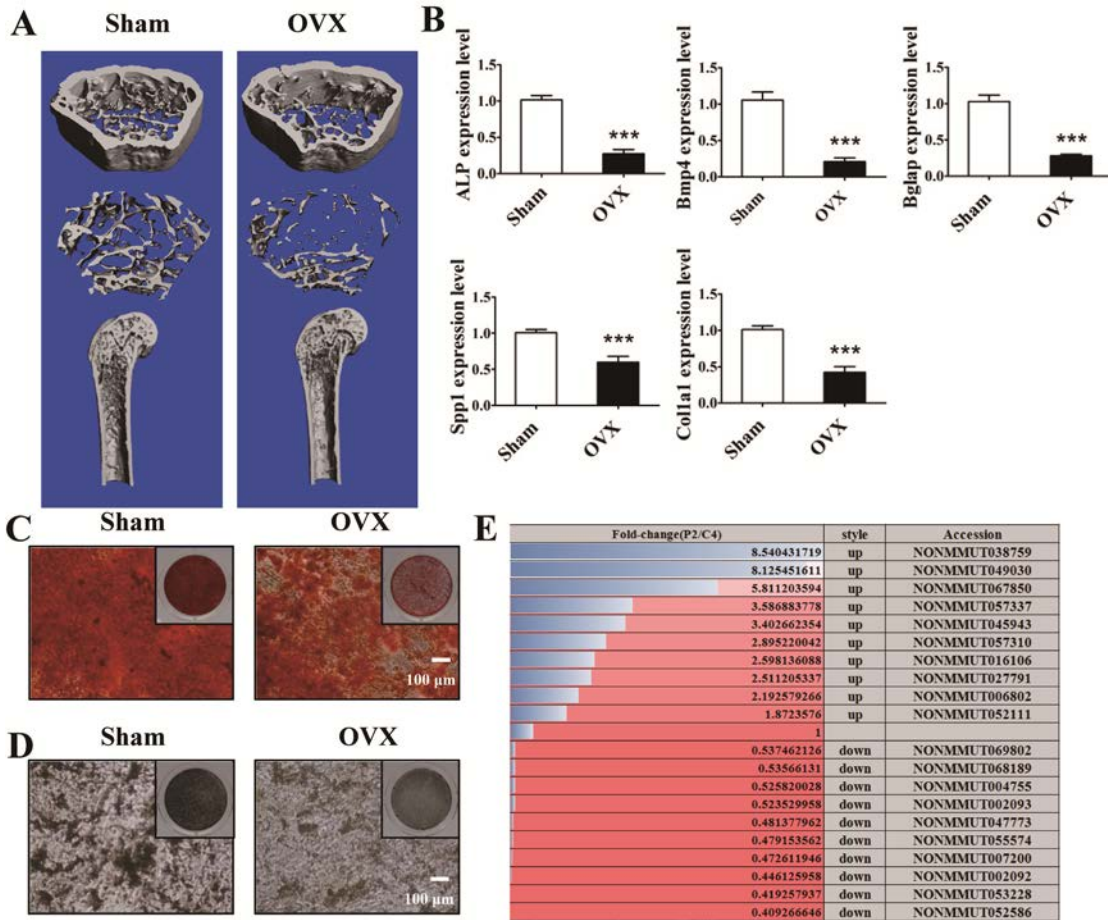 A
Sham
OVX
B
ALP expression level
1.5
1.0
0.5
0.0
***
Sham
OVX
Bmp4 expression level
1.5
1.0
0.5
0.0
***
Sham
OVX
Bglap expression level
1.5
1.0
0.5
0.0
***
Sham
OVX
Spp1 expression level
1.5
1.0
0.5
0.0
***
Sham
OVX
Col1a1 expression level
1.5
1.0
0.5
0.0
***
Sham
OVX
C
Sham
OVX
100 µm
D
Sham
OVX
100 µm
E
Fold-change(P2/C4) style Accession
8.540431719 up NONMMUT038759
8.125451611 up NONMMUT049030
5.811203594 up NONMMUT067850
3.586883778 up NONMMUT057337
3.402662354 up NONMMUT045943
2.895220042 up NONMMUT057310
2.598136088 up NONMMUT016106
2.511205337 up NONMMUT027791
2.192579266 up NONMMUT006802
1.8723576 up NONMMUT052111
1
0.537462126 down NONMMUT069802
0.53566131 down NONMMUT068189
0.525820028 down NONMMUT004755
0.523529958 down NONMMUT002093
0.481377962 down NONMMUT047773
0.479153562 down NONMMUT055574
0.472611946 down NONMMUT007200
0.446125958 down NONMMUT002092
0.419257937 down NONMMUT053228
0.409266646 down NONMMUT052586